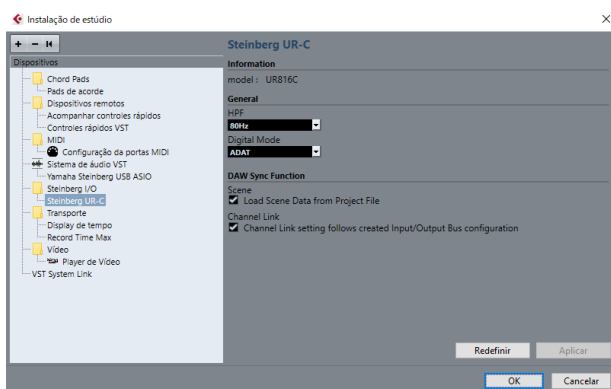 Instalação de estúdio
Dispositivos
Chord Pads
Pads de acorde
Dispositivos remotos
Acompanhar controles rápidos
Controles rápidos VST
MIDI
Configuração da portas MIDI
Sistema de áudio VST
Yamaha Steinberg USB ASIO
Steinberg I/O
Steinberg UR-C
Transporte
Display de tempo
Record Time Max
Vídeo
Player de Vídeo
VST System Link
Steinberg UR-C
Information
model : UR816C
General
HPF
80Hz
Digital Mode
ADAT
DAW Sync Function
Scene
Load Scene Data from Project File
Channel Link
Channel Link setting follows created Input/Output Bus configuration
Redefinir
Aplicar
OK
Cancelar